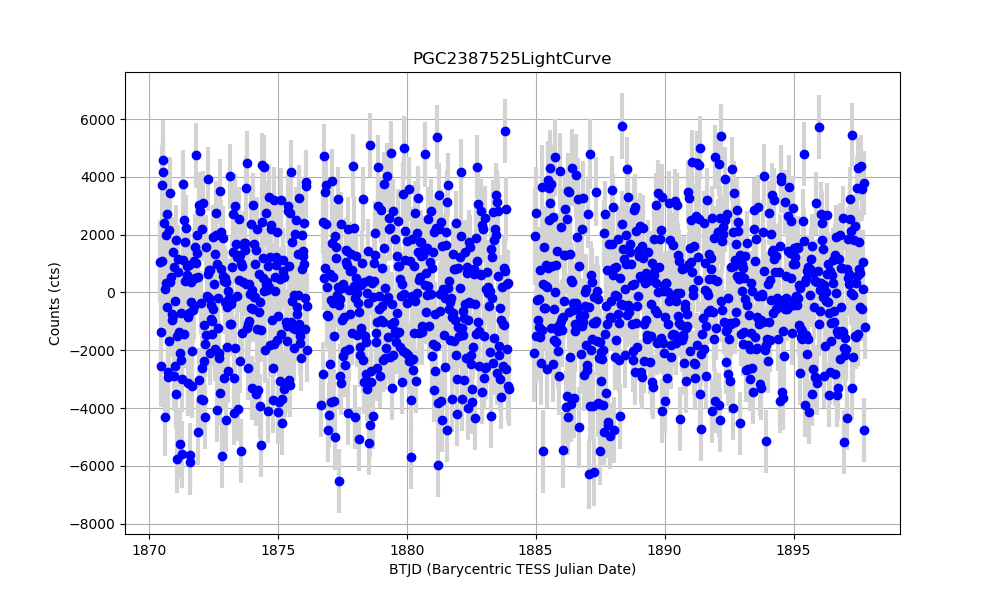 PGC2387525LightCurve
Counts (cts)
6000
4000
2000
0
−2000
−4000
−6000
−8000
1870 1875 1880 1885 1890 1895
BTJD (Barycentric TESS Julian Date)